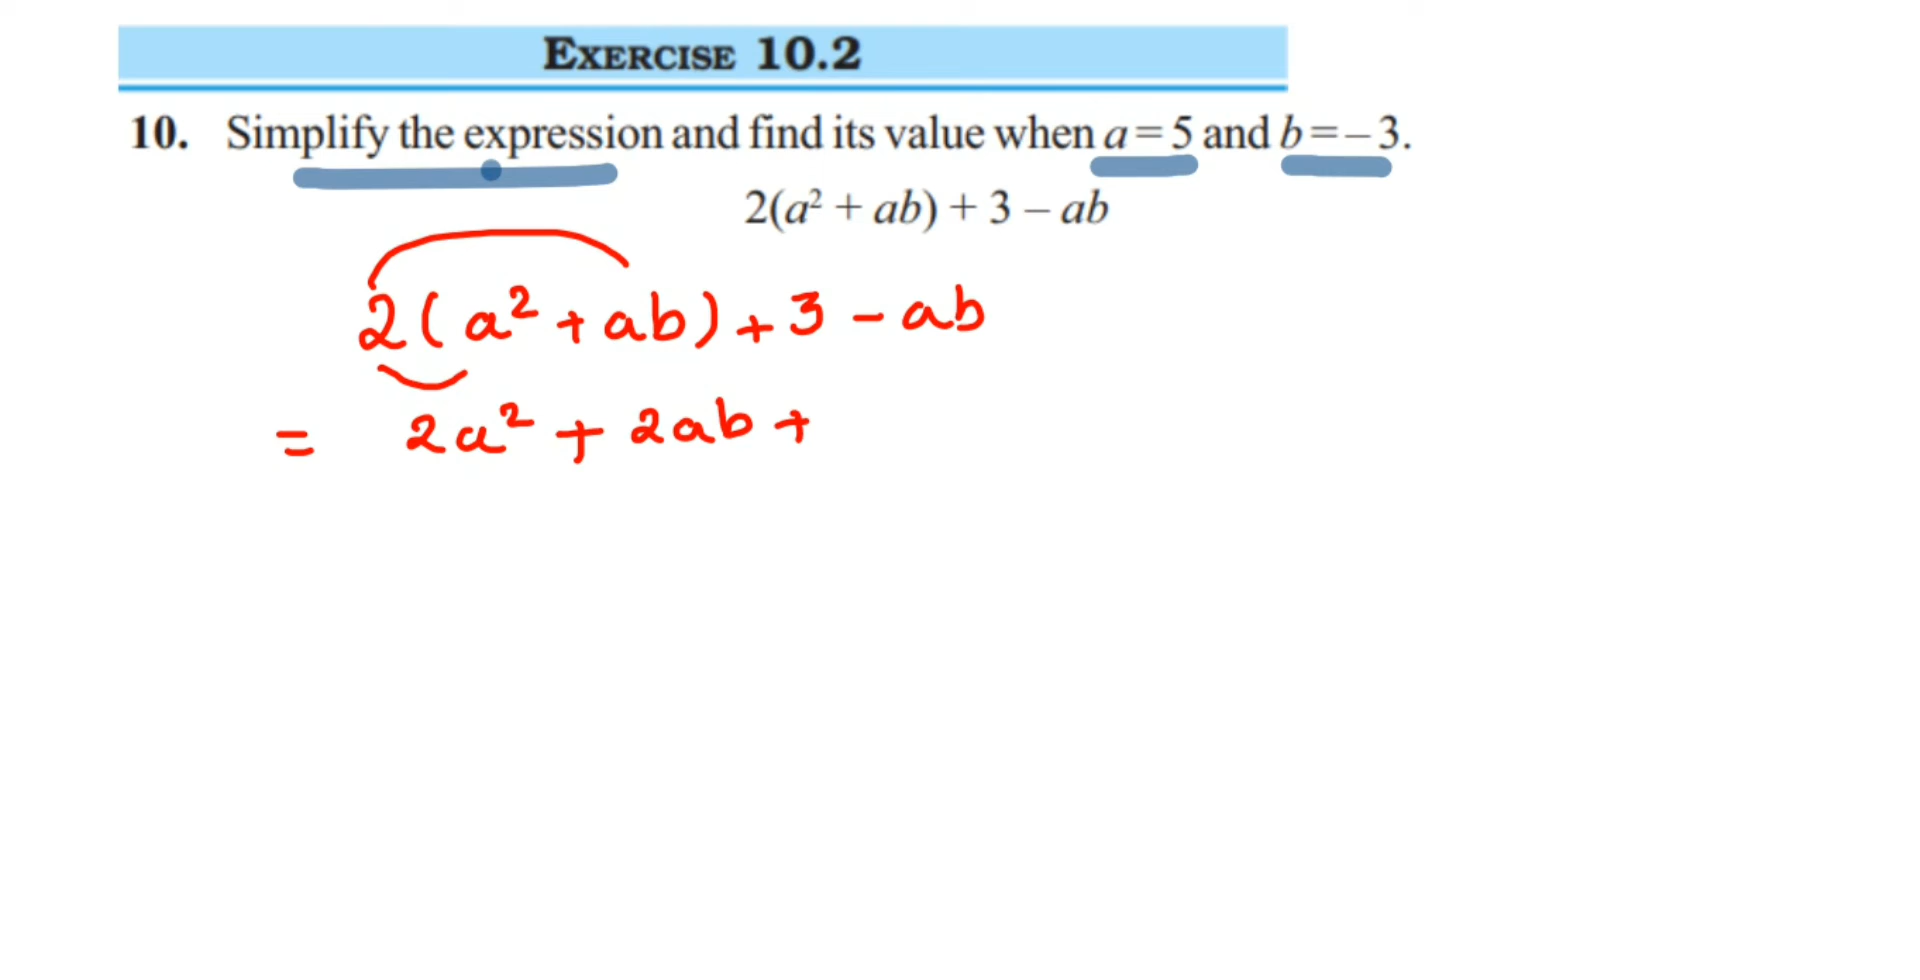 EXERCISE 10.2
10. Simplify the expression and find its value when a = 5 and b = – 3.
2(a² + ab) + 3 – ab
2(a² + ab) + 3 - ab
= 2a² + 2ab +